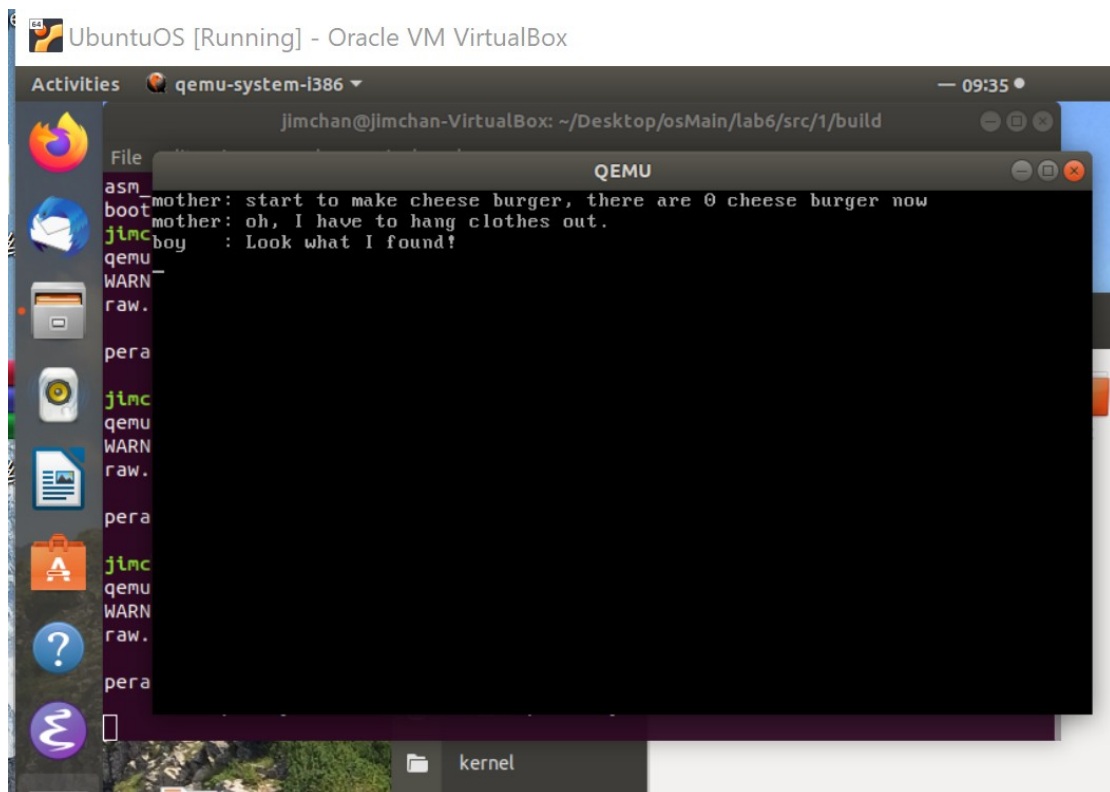 UbuntuOS [Running] - Oracle VM VirtualBox
64
Activities qemu-system-i386 09:35
jimchan@jimchan-VirtualBox: ~/Desktop/osMain/lab6/src/1/build
File
QEMU
asm_
boot
jimc
qemu
WARN
raw.
pera
jimc
qemu
WARN
raw.
pera
jimc
qemu
WARN
raw.
pera
mother: start to make cheese burger, there are 0 cheese burger now
mother: oh, I have to hang clothes out.
boy : Look what I found!
kernel